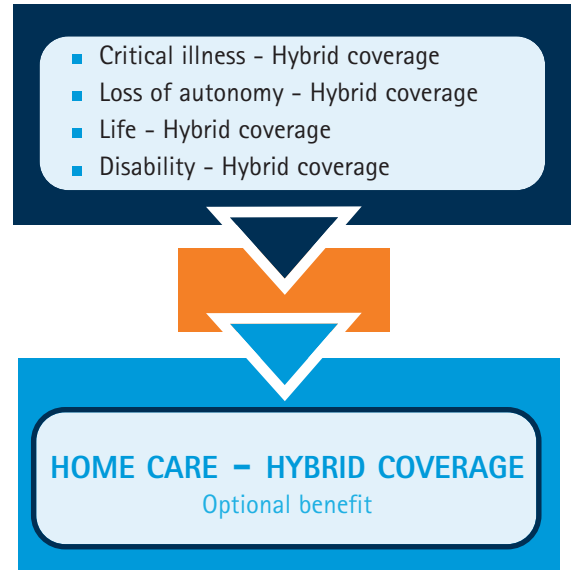 Critical illness - Hybrid coverage
Loss of autonomy - Hybrid coverage
Life - Hybrid coverage
Disability - Hybrid coverage
HOME CARE – HYBRID COVERAGE
Optional benefit